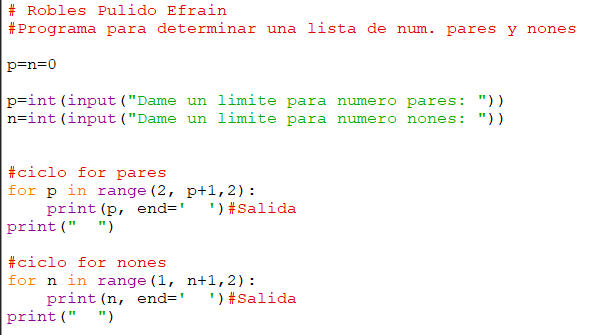 # Robles Pulido Efrain
#Programa para determinar una lista de num. pares y nones
p=n=0
p=int(input("Dame un limite para numero pares: "))
n=int(input("Dame un limite para numero nones: "))
#ciclo for pares
for p in range(2, p+1,2):
    print(p, end='  ')#Salida
print("  ")
#ciclo for nones
for n in range(1, n+1,2):
    print(n, end='  ')#Salida
print("  ")